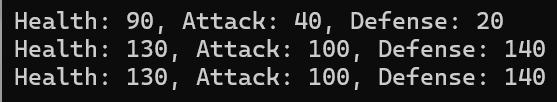 Health: 90, Attack: 40, Defense: 20
Health: 130, Attack: 100, Defense: 140
Health: 130, Attack: 100, Defense: 140